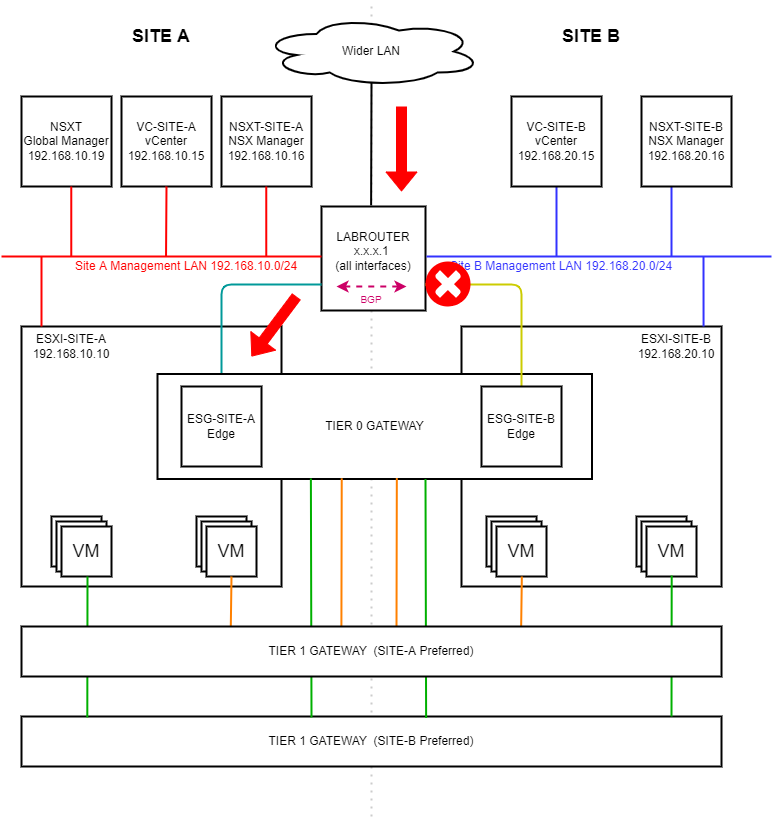 SITE A
SITE B
Wider LAN
NSXT
Global Manager
192.168.10.19
VC-SITE-A
vCenter
192.168.10.15
NSXT-SITE-A
NSX Manager
192.168.10.16
VC-SITE-B
vCenter
192.168.20.15
NSXT-SITE-B
NSX Manager
192.168.20.16
LABROUTER
x.x.x.1
(all interfaces)
BGP
Site A Management LAN 192.168.10.0/24
Site B Management LAN 192.168.20.0/24
ESXI-SITE-A
192.168.10.10
ESXI-SITE-B
192.168.20.10
ESG-SITE-A
Edge
TIER 0 GATEWAY
ESG-SITE-B
Edge
VM
VM
VM
VM
TIER 1 GATEWAY (SITE-A Preferred)
TIER 1 GATEWAY (SITE-B Preferred)